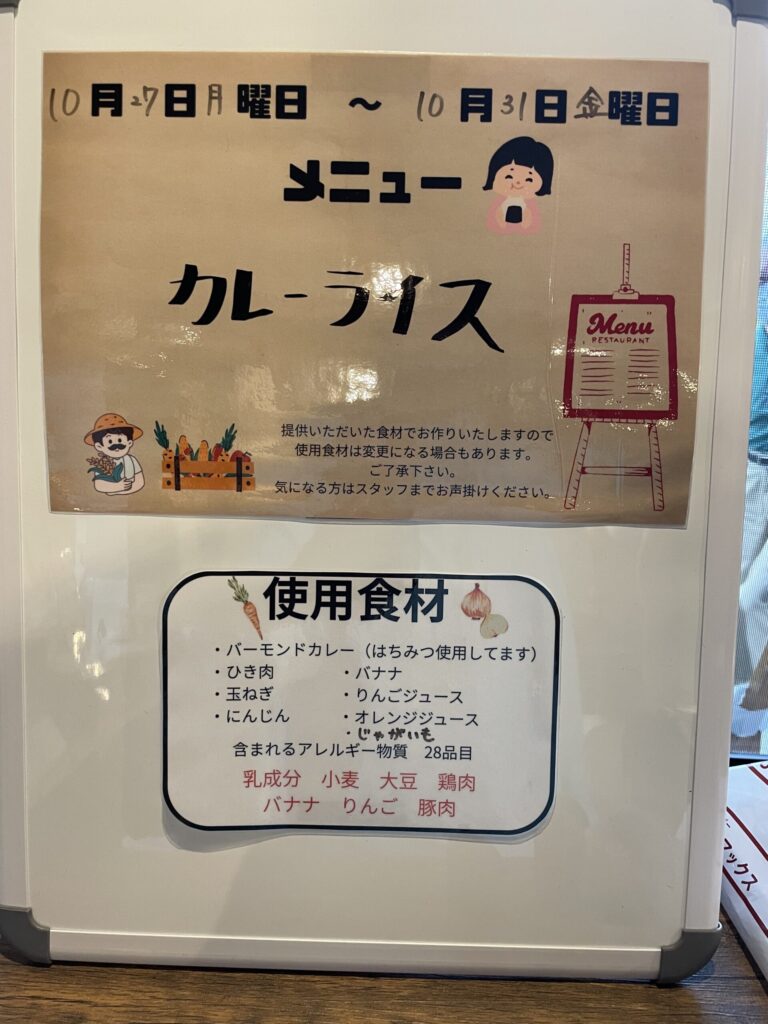 10月27日月曜日 ～ 10月31日金曜日
メニュー
カレーライス
Menu
RESTAURANT
提供いただいた食材でお作りいたしますので
使用食材は変更になる場合もあります。
ご了承下さい。
気になる方はスタッフまでお声掛けください。
使用食材
・バーモンドカレー（はちみつ使用してます）
・ひき肉 ・バナナ
・玉ねぎ ・りんごジュース
・にんじん ・オレンジジュース
・じゃがいも
含まれるアレルギー物質 28品目
乳成分 小麦 大豆 鶏肉
バナナ りんご 豚肉